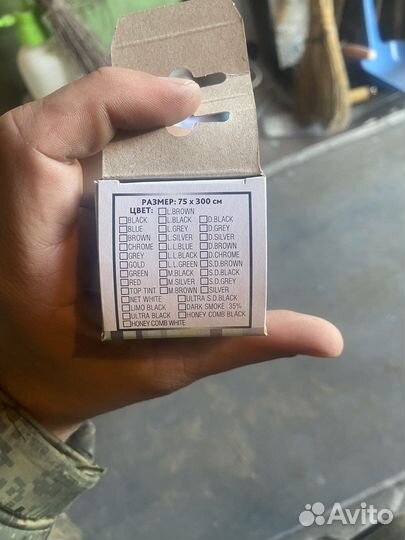 РАЗМЕР: 75 x 300 см
ЦВЕТ: L.BROWN
BLACK L.BLACK D.BLACK
BLUE L.GREY D.GREY
BROWN L.SILVER D.SILVER
CHROME L.L.BLUE D.BROWN
GREY L.L.BLACK D.CHROME
GOLD L.L.GREEN S.D.BROWN
GREEN M.BLACK S.D.BLACK
RED M.SILVER S.D.GREY
TOP TINT M.BROWN SILVER
NET WHITE ULTRA S.D.BLACK
LIMO BLACK DARK SMOKE 35%
ULTRA BLACK HONEY COMB BLACK
HONEY COMB WHITE
Avito